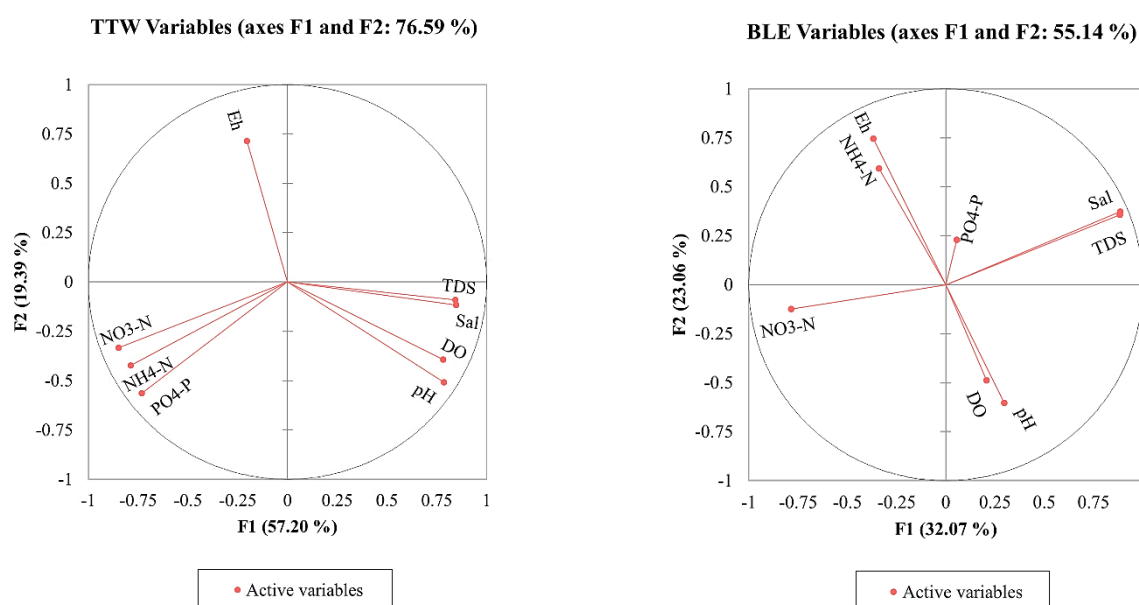 TTW Variables (axes F1 and F2: 76.59 %)
1
0.75
0.5
0.25
0
-0.25
-0.5
-0.75
-1
F2 (19.39 %)
Eh
TDS
Sal
DO
pH
NO3-N
NH4-N
PO4-P
-1 -0.75 -0.5 -0.25 0 0.25 0.5 0.75 1
F1 (57.20 %)
Active variables
BLE Variables (axes F1 and F2: 55.14 %)
1
0.75
0.5
0.25
0
-0.25
-0.5
-0.75
-1
F2 (23.06 %)
Eh
NH4-N
PO4-P
Sal
TDS
NO3-N
DO
pH
-1 -0.75 -0.5 -0.25 0 0.25 0.5 0.75 1
F1 (32.07 %)
Active variables